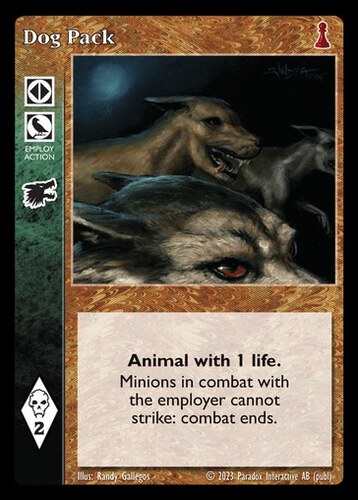 Dog Pack
EMPLOY
ACTION
Animal with 1 life.
Minions in combat with
the employer cannot
strike: combat ends.
2
Illus: Randy Gallegos © 2023 Paradox Interactive AB (publ)